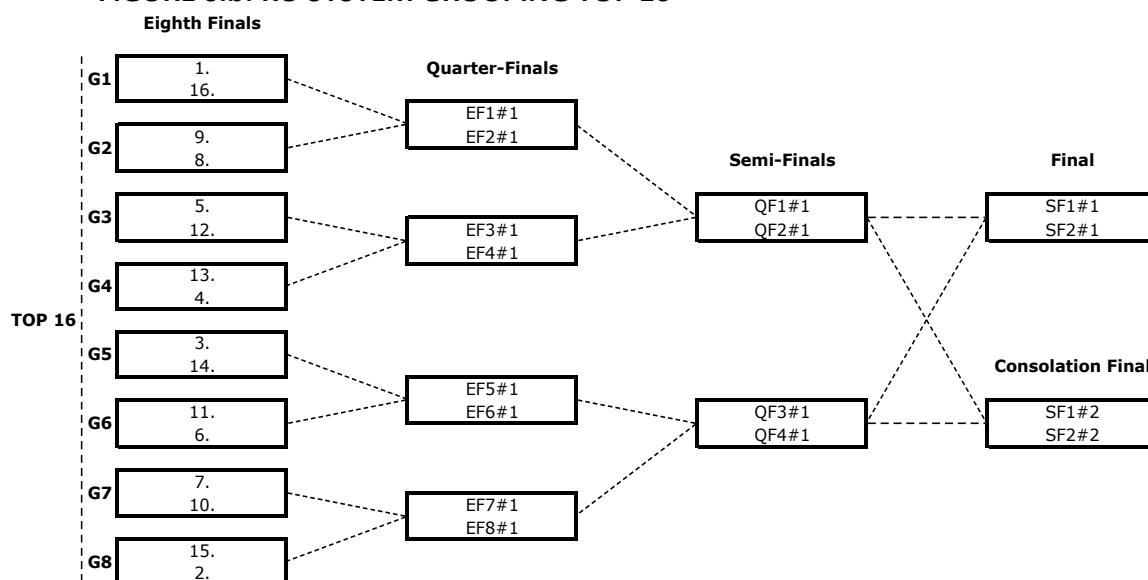 Eighth Finals
G1
1.
16.
Quarter-Finals
EF1#1
EF2#1
G2
9.
8.
Semi-Finals
Final
G3
5.
12.
QF1#1
QF2#1
SF1#1
SF2#1
EF3#1
EF4#1
G4
13.
4.
TOP 16
G5
3.
14.
Consolation Final
EF5#1
EF6#1
G6
11.
6.
QF3#1
QF4#1
SF1#2
SF2#2
G7
7.
10.
EF7#1
EF8#1
G8
15.
2.